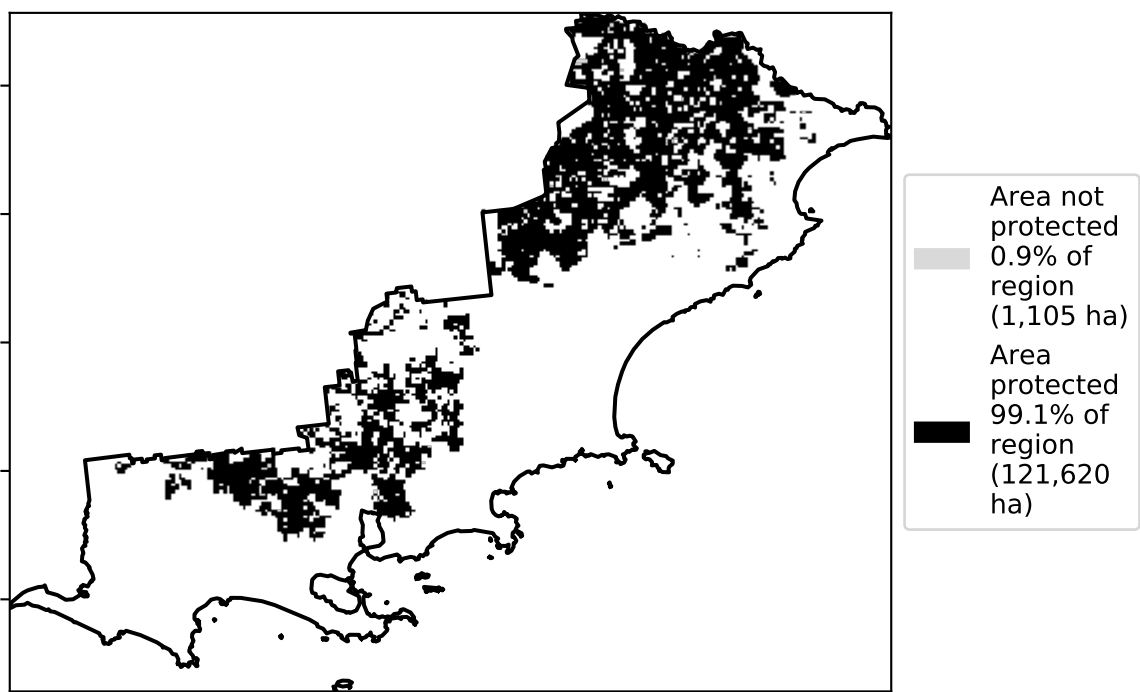 Area not
protected
0.9% of
region
(1,105 ha)
Area
protected
99.1% of
region
(121,620
ha)